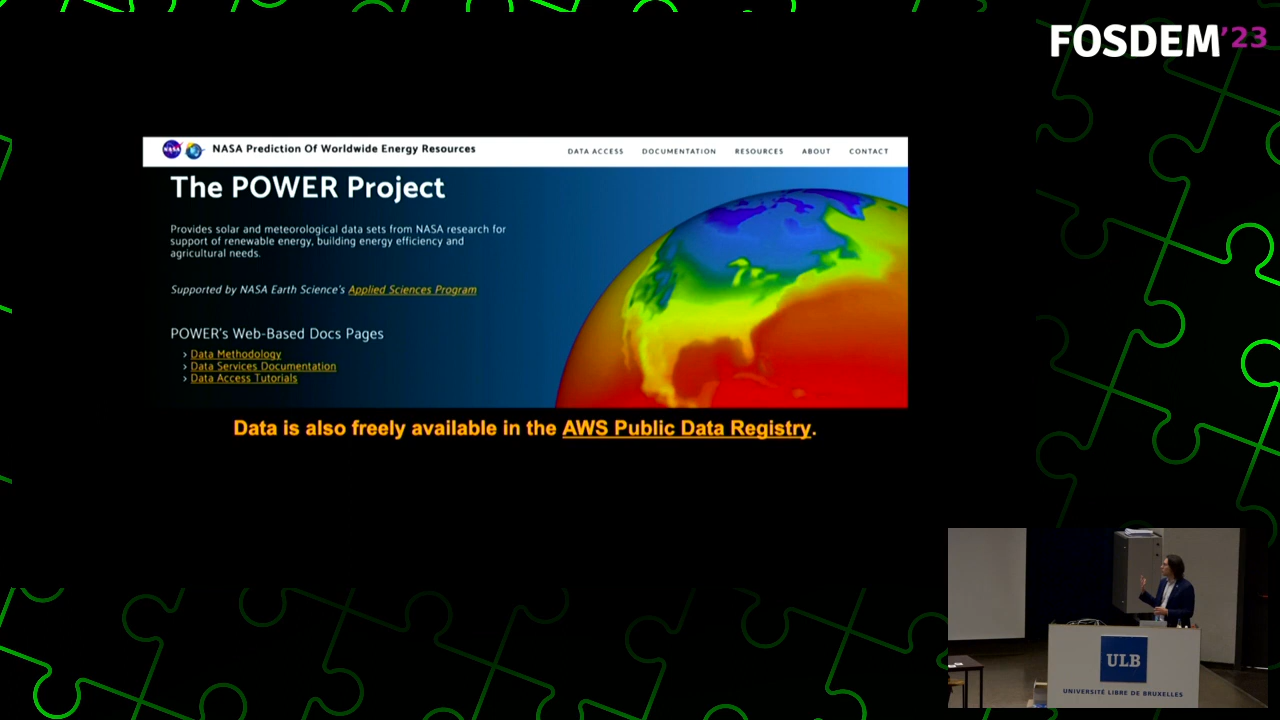 FOSDEM'23
NASA
NASA Prediction Of Worldwide Energy Resources
DATA ACCESS DOCUMENTATION RESOURCES ABOUT CONTACT
The POWER Project
Provides solar and meteorological data sets from NASA research for
support of renewable energy, building energy efficiency and
agricultural needs.
Supported by NASA Earth Science's Applied Sciences Program
POWER's Web-Based Docs Pages
› Data Methodology
› Data Services Documentation
› Data Access Tutorials
Data is also freely available in the AWS Public Data Registry.
ULB
UNIVERSITÉ LIBRE DE BRUXELLES